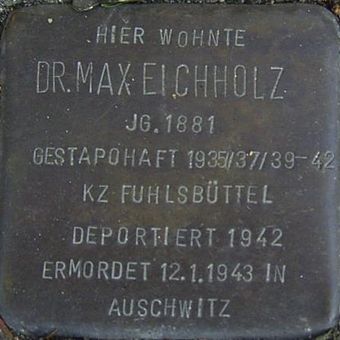 HIER WOHNTE
DR. MAX EICHHOLZ
JG. 1881
GESTAPOHAFT 1935/37/39-42
KZ FUHLSBÜTTEL
DEPORTIERT 1942
ERMORDET 12.1.1943 IN
AUSCHWITZ